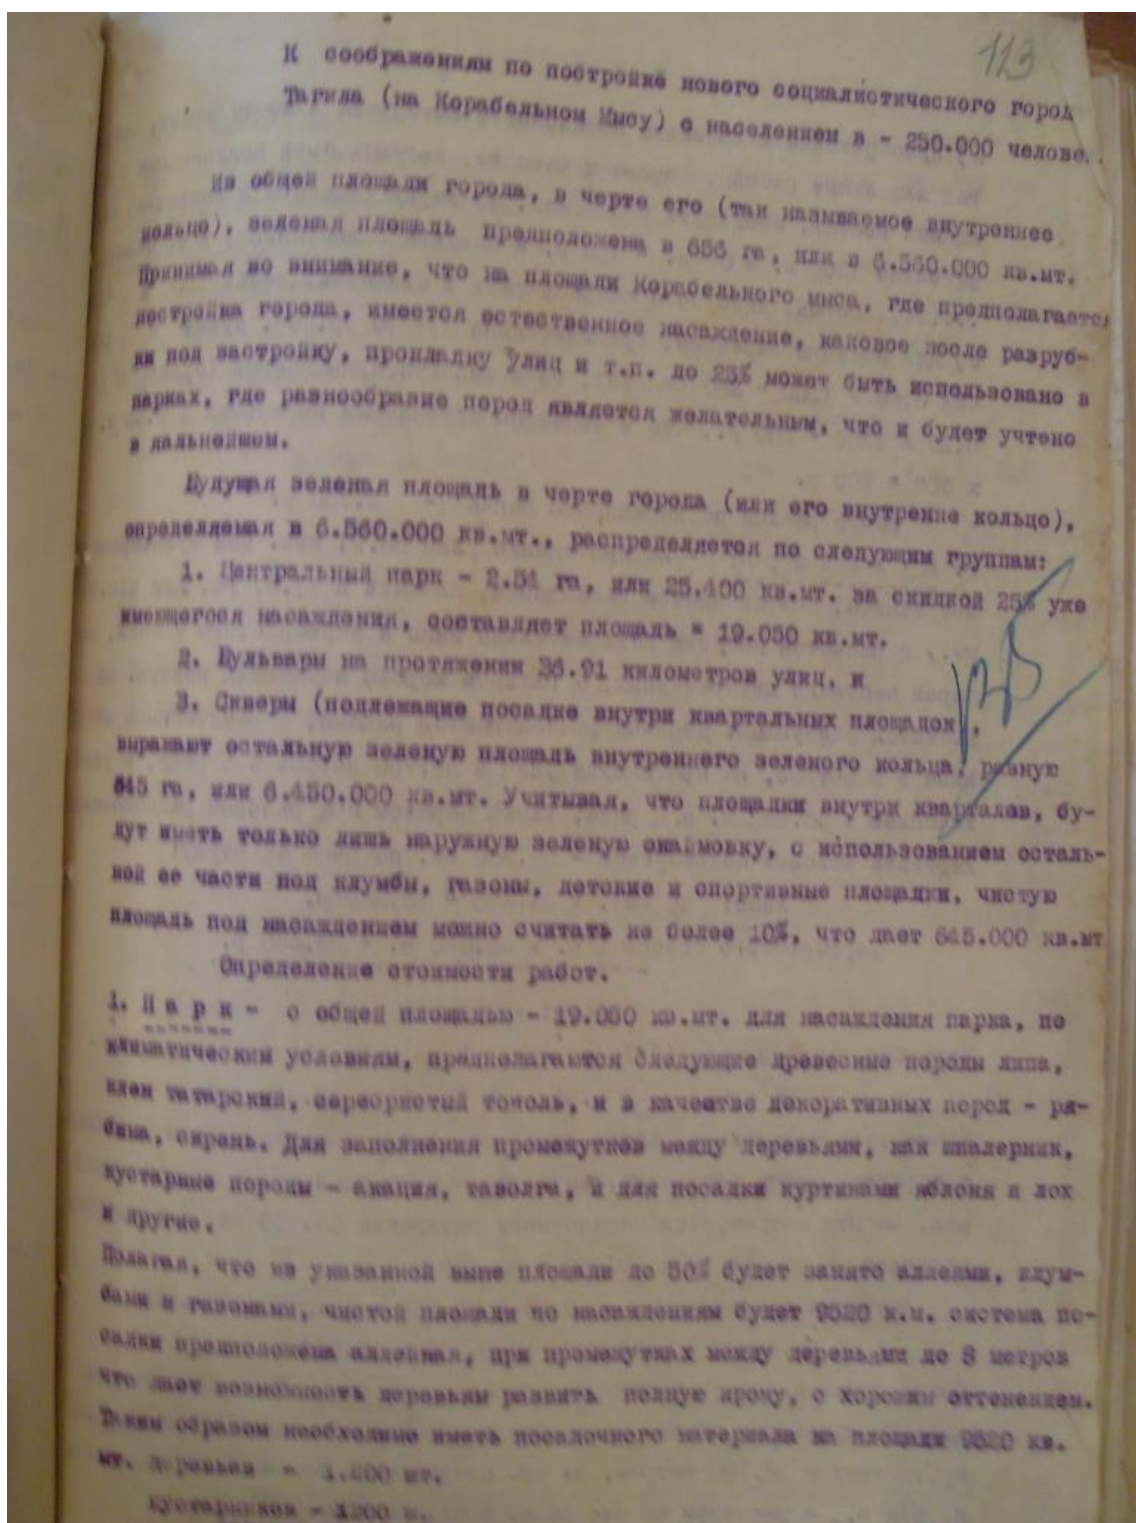 113
К соображениям по постройке нового социалистического город
Тагила (на Корабельном Мысу) с населением в - 250.000 челове.
Из общей площади города, в черте его (так называемое внутреннее
кольцо), зеленая площадь предположена в 656 га, или в 6.560.000 кв.мт.
Принимая во внимание, что на площади Корабельного мыса, где предполагаетс
постройка города, имеется естественное насаждение, каковое после разруб-
ки под застройку, прокладку улиц и т.п. до 25% может быть использовано в
парках, где разнообразие пород является желательным, что и будет учтено
в дальнейшем.
Будущая зеленая площадь в черте города (или его внутренне кольцо),
определяемая в 6.560.000 кв.мт., распределяется по следующим группам:
1. Центральный парк - 2.54 га, или 25.400 кв.мт. за скидкой 25% уже
имеющегося насаждения, составляет площадь = 19.050 кв.мт.
2. Бульвары на протяжении 36.91 километров улиц, и
3. Скверы (подлежащие посадке внутри квартальных площадок),
выражают остальную зеленую площадь внутреннего зеленого кольца, равную
645 га, или 6.450.000 кв.мт. Учитывая, что площадки внутри кварталов, бу-
дут иметь только лишь наружную зеленую окаймовку, с использованием осталь-
ной ее части под клумбы, газоны, детские и спортивные площадки, чистую
площадь под насаждением можно считать не более 10%, что дает 645.000 кв.мт
Определение стоимости работ.
1. П а р к - с общей площадью - 19.050 кв.мт. для насаждения парка, по
климатическим условиям, предполагаются следующие древесные породы липа,
клен татарский, серебристый тополь, и в качестве декоративных пород - ря-
бина, сирень. Для заполнения промежутков между деревьями, как шпалерник,
кустарные породы - акация, таволга, и для посадки куртинами яблоня и лох
и другие.
Полагая, что из указанной выше площади до 50% будет занято аллеями, клум-
бами и газонами, чистой площади по насаждениям будет 9520 к.м. система по-
садки предположена аллейная, при промежутках между деревьями до 8 метров
что дает возможность деревьям развить полную крону, с хорошим оттенением.
Таким образом необходимо иметь посадочного материала на площади 9520 кв.
мт. деревьев - 1.200 шт.
кустарников - 1200 ш.